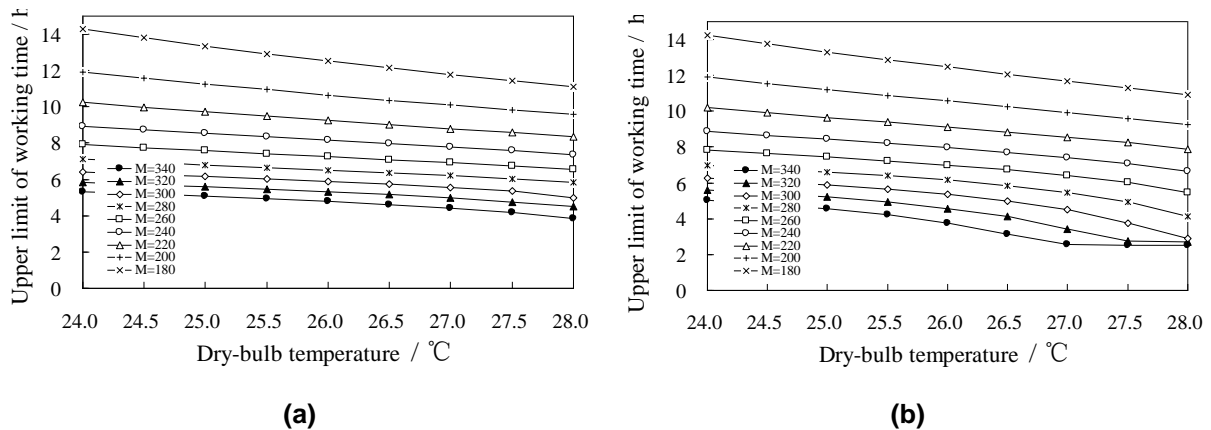 Upper limit of working time / h
14
12
10
8
6
4
2
0
M=340
M=320
M=300
M=280
M=260
M=240
M=220
M=200
M=180
24.0 24.5 25.0 25.5 26.0 26.5 27.0 27.5 28.0
Dry-bulb temperature / ℃
(a)
Upper limit of working time / h
14
12
10
8
6
4
2
0
M=340
M=320
M=300
M=280
M=260
M=240
M=220
M=200
M=180
24.0 24.5 25.0 25.5 26.0 26.5 27.0 27.5 28.0
Dry-bulb temperature / ℃
(b)